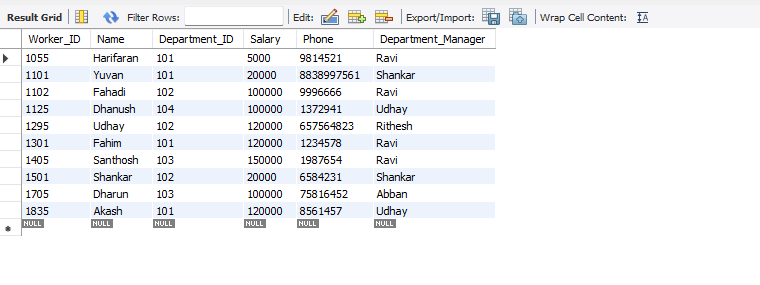 Result Grid Filter Rows: Edit: Export/Import: Wrap Cell Content: IA
Worker_ID Name Department_ID Salary Phone Department_Manager
1055 Harifaran 101 5000 9814521 Ravi
1101 Yuvan 101 20000 8838997561 Shankar
1102 Fahadi 102 100000 9996666 Ravi
1125 Dhanush 104 100000 1372941 Udhay
1295 Udhay 102 120000 657564823 Rithesh
1301 Fahim 101 120000 1234578 Ravi
1405 Santhosh 103 150000 1987654 Ravi
1501 Shankar 102 20000 6584231 Shankar
1705 Dharun 103 100000 75816452 Abban
1835 Akash 101 120000 8561457 Udhay
NULL NULL NULL NULL NULL NULL